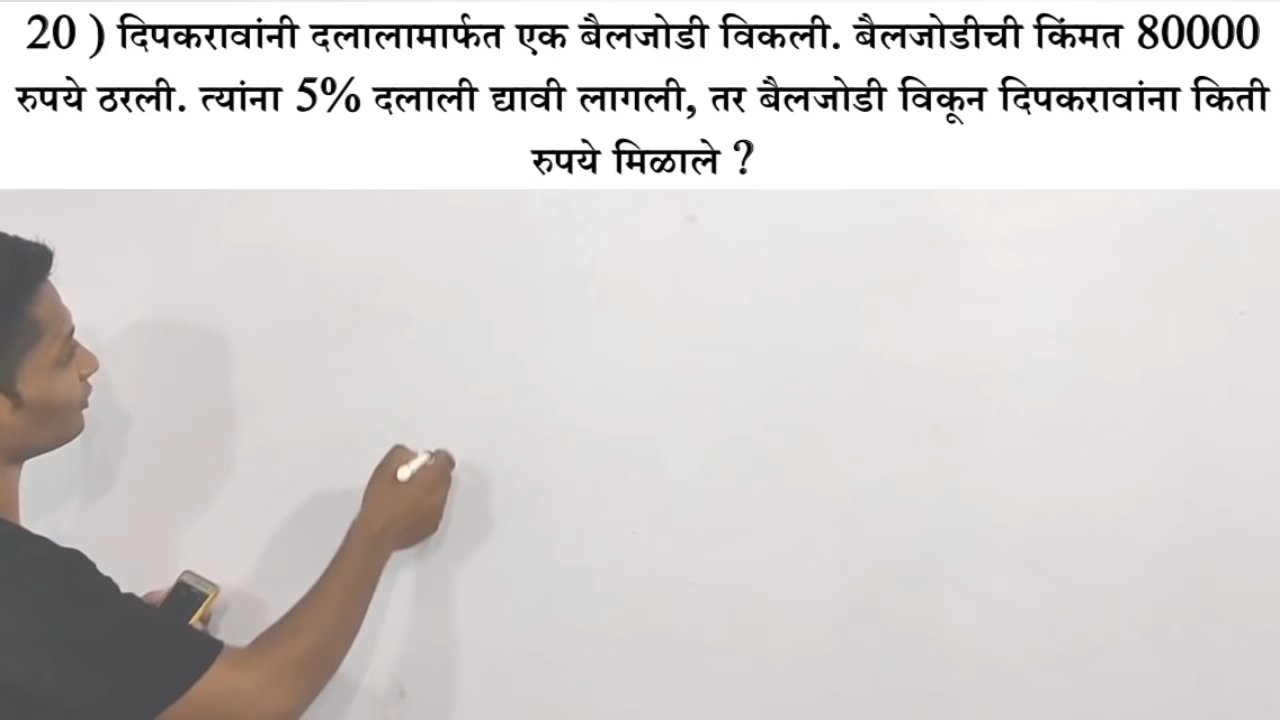 20 ) दिपकरावांनी दलालामार्फत एक बैलजोडी विकली. बैलजोडीची किंमत 80000
रुपये ठरली. त्यांना 5% दलाली द्यावी लागली, तर बैलजोडी विकून दिपकरावांना किती
रुपये मिळाले ?